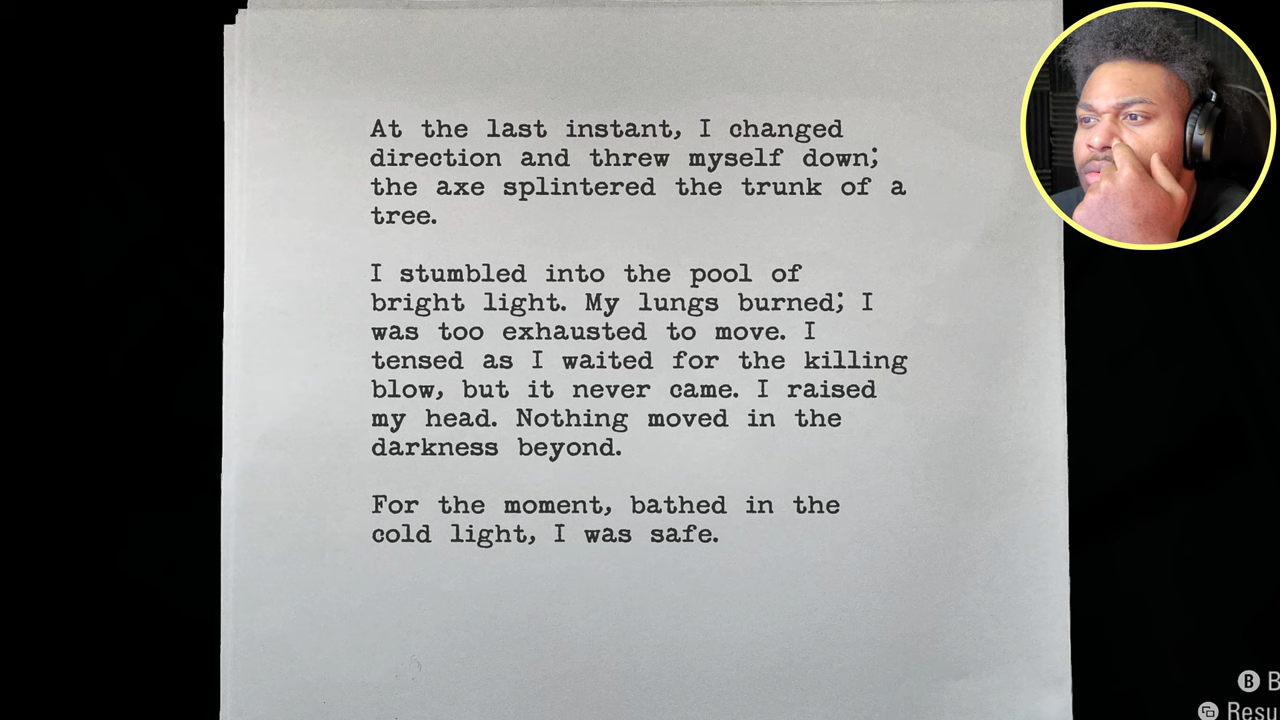 At the last instant, I changed
direction and threw myself down;
the axe splintered the trunk of a
tree.
I stumbled into the pool of
bright light. My lungs burned; I
was too exhausted to move. I
tensed as I waited for the killing
blow, but it never came. I raised
my head. Nothing moved in the
darkness beyond.
For the moment, bathed in the
cold light, I was safe.
B